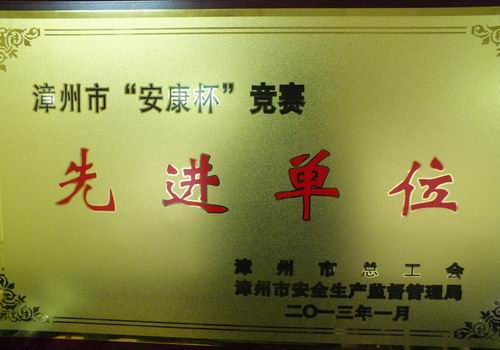 漳州市“安康杯”竞赛
先进单位
漳州市总工会
漳州市安全生产监督管理局
二〇一三年一月